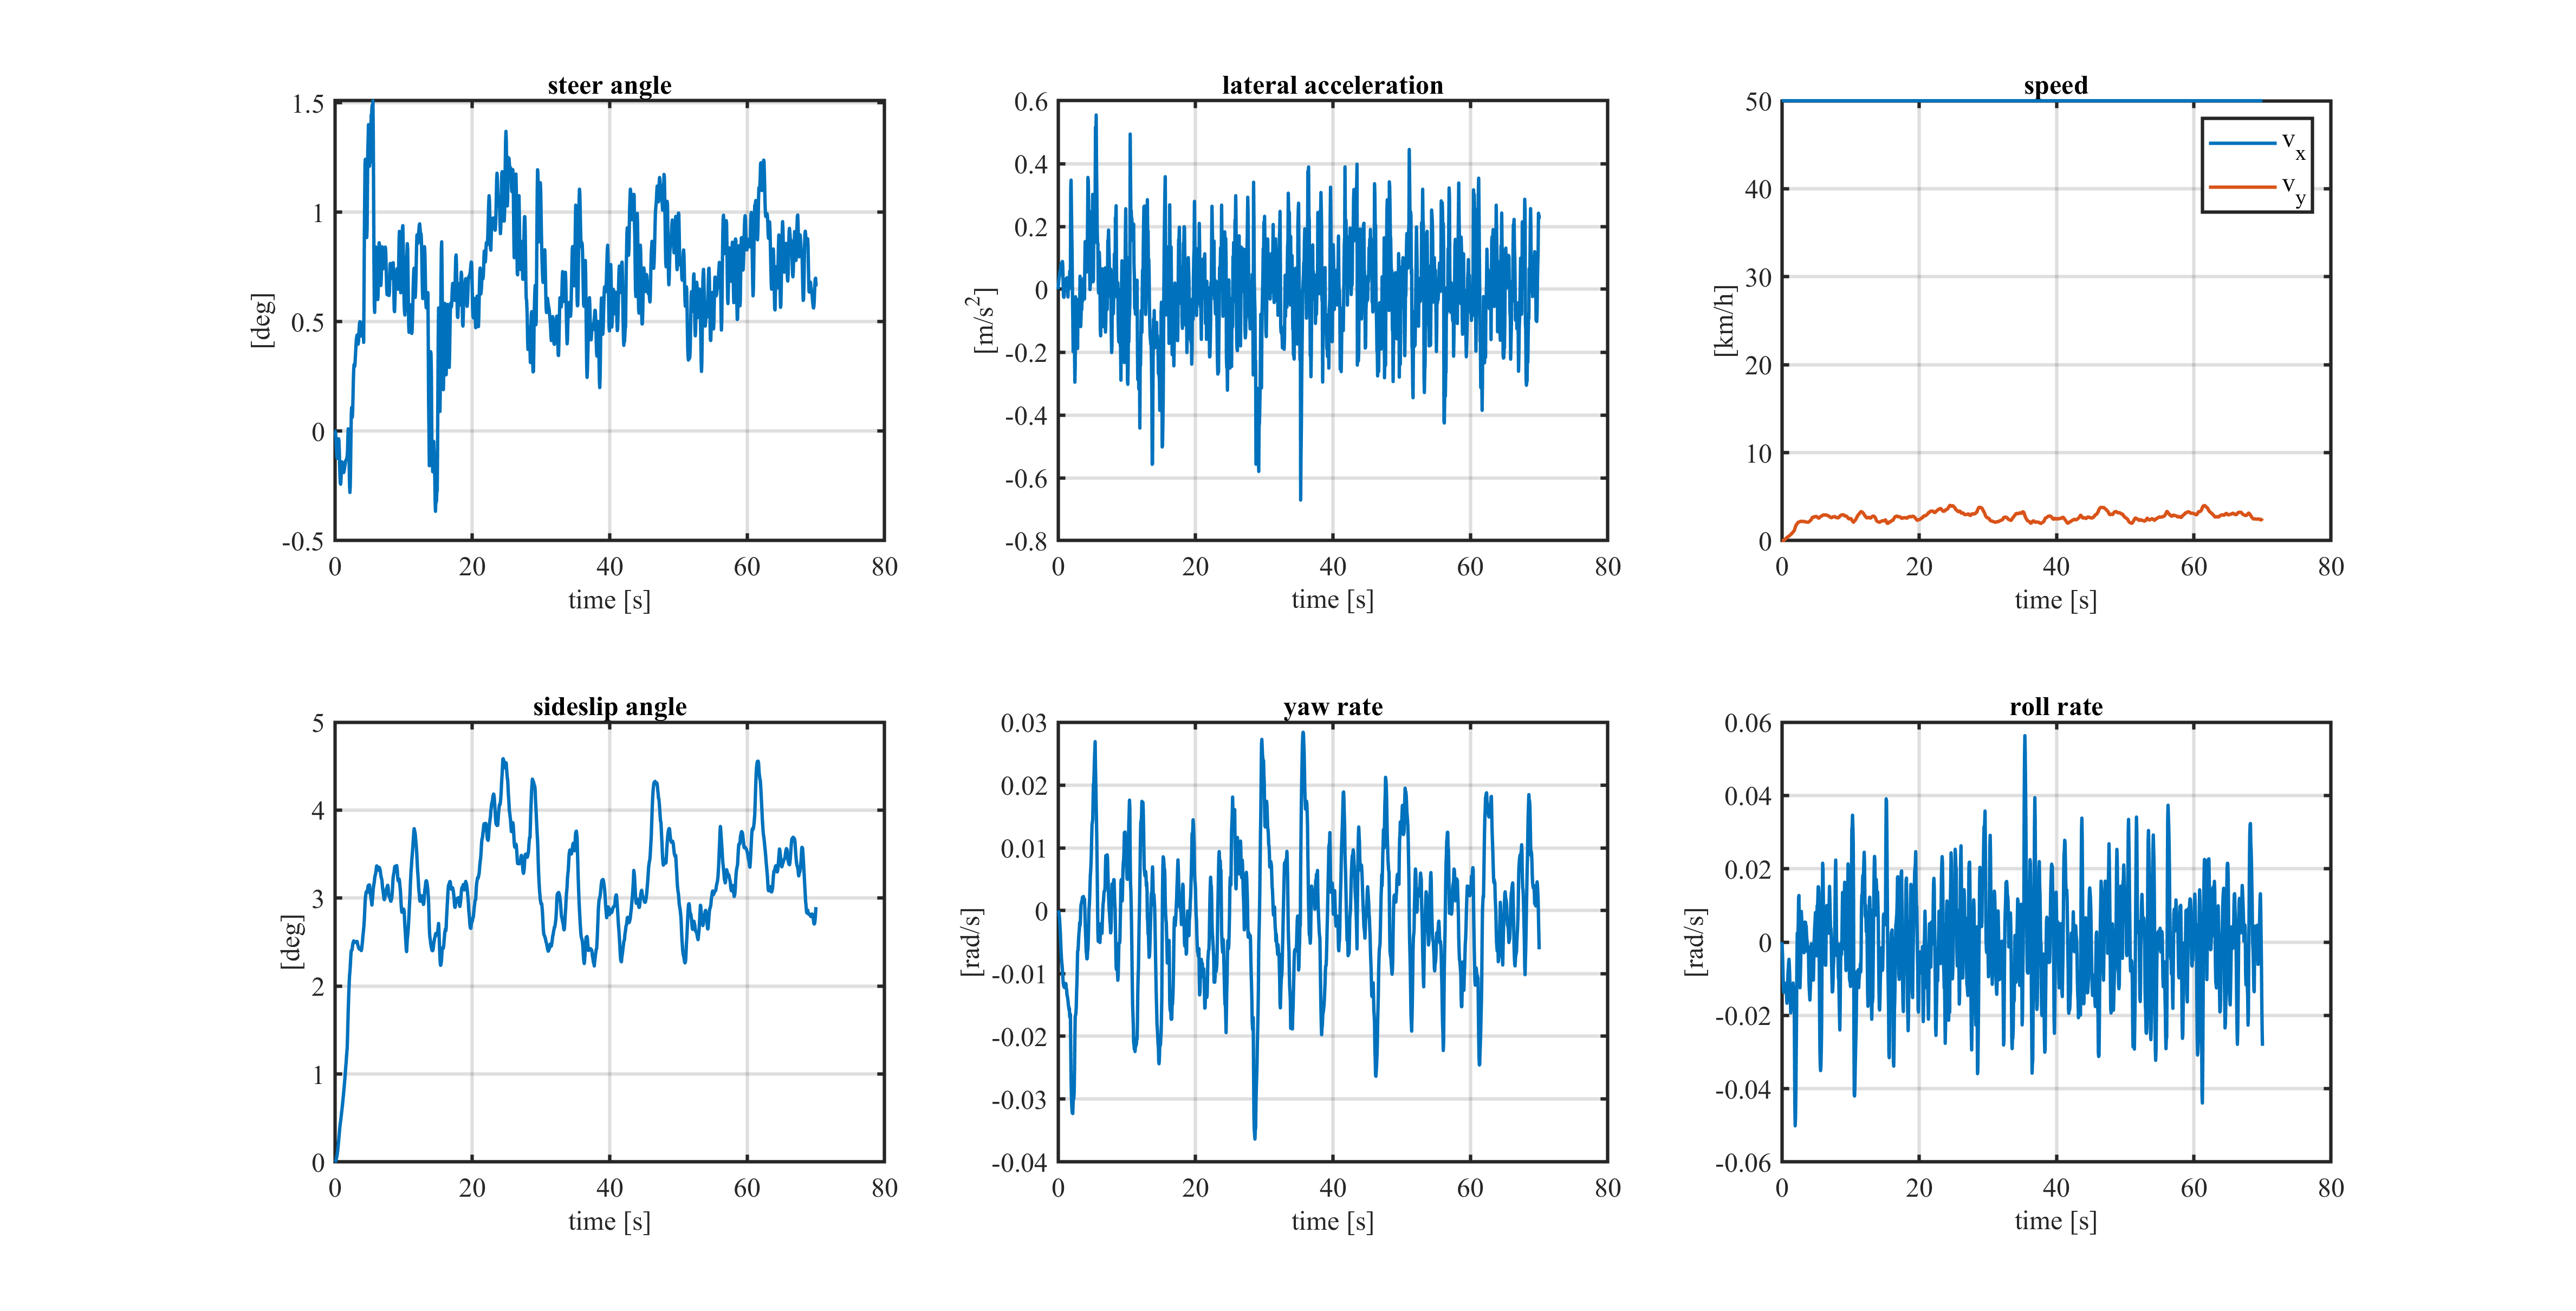 steer angle
1.5
1
0.5
0
-0.5
[deg]
0 20 40 60 80
time [s]
lateral acceleration
0.6
0.4
0.2
0
-0.2
-0.4
-0.6
-0.8
[m/s²]
0 20 40 60 80
time [s]
speed
50
40
30
20
10
0
[km/h]
v_x
v_y
0 20 40 60 80
time [s]
sideslip angle
5
4
3
2
1
0
[deg]
0 20 40 60 80
time [s]
yaw rate
0.03
0.02
0.01
0
-0.01
-0.02
-0.03
-0.04
[rad/s]
0 20 40 60 80
time [s]
roll rate
0.06
0.04
0.02
0
-0.02
-0.04
-0.06
[rad/s]
0 20 40 60 80
time [s]